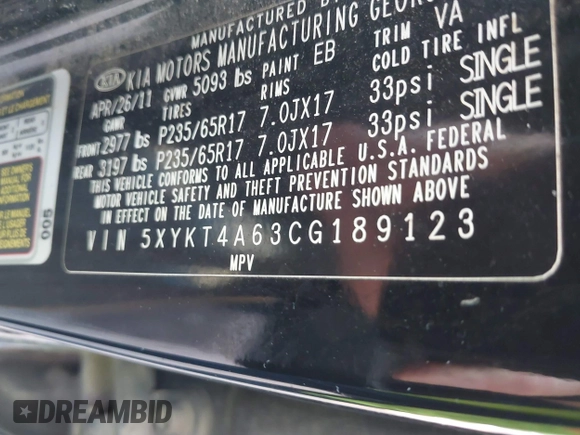 MANUFACTURED B
KIA KIA MOTORS MANUFACTURING GEOR
APR/26/11 GVWR 5093 lbs PAINT EB TRIM VA
GAWR TIRES RIMS COLD TIRE INFL
FRONT 2977 lbs P235/65R17 7.0JX17 33psi SINGLE
REAR 3197 lbs P235/65R17 7.0JX17 33psi SINGLE
THIS VEHICLE CONFORMS TO ALL APPLICABLE U.S.A. FEDERAL
MOTOR VEHICLE SAFETY AND THEFT PREVENTION STANDARDS
IN EFFECT ON THE DATE OF MANUFACTURE SHOWN ABOVE
VIN 5XYKT4A63CG189123
MPV
005
DREAMBID